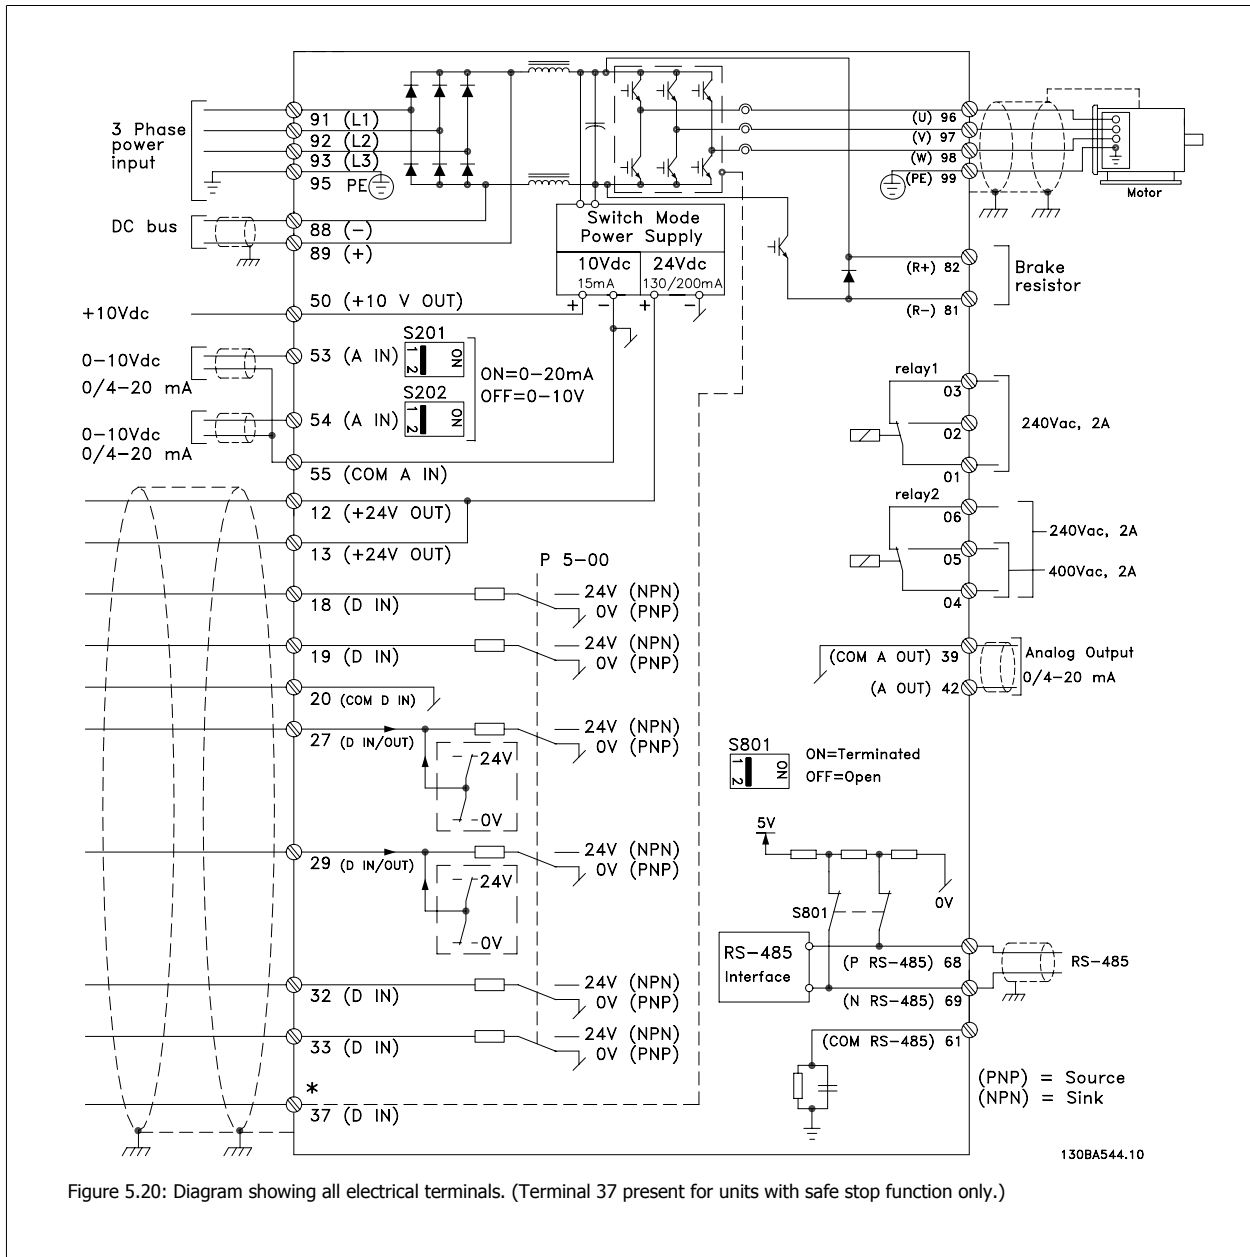 3 Phase
power
input
91 (L1)
92 (L2)
93 (L3)
95 PE
DC bus
88 (-)
89 (+)
+10Vdc
50 (+10 V OUT)
0-10Vdc
0/4-20 mA
53 (A IN)
S201
1 2
ON
ON=0-20mA
OFF=0-10V
0-10Vdc
0/4-20 mA
54 (A IN)
S202
1 2
ON
55 (COM A IN)
12 (+24V OUT)
13 (+24V OUT)
P 5-00
18 (D IN)
24V (NPN)
0V (PNP)
19 (D IN)
24V (NPN)
0V (PNP)
20 (COM D IN)
27 (D IN/OUT)
24V (NPN)
0V (PNP)
24V
0V
29 (D IN/OUT)
24V (NPN)
0V (PNP)
24V
0V
32 (D IN)
24V (NPN)
0V (PNP)
33 (D IN)
24V (NPN)
0V (PNP)
*
37 (D IN)
Switch Mode
Power Supply
10Vdc
15mA
24Vdc
130/200mA
+ - + -
(U) 96
(V) 97
(W) 98
(PE) 99
Motor
(R+) 82
(R-) 81
Brake
resistor
relay1
03
02
01
240Vac, 2A
relay2
06
05
04
240Vac, 2A
400Vac, 2A
(COM A OUT) 39
(A OUT) 42
Analog Output
0/4-20 mA
S801
1 2
ON
ON=Terminated
OFF=Open
5V
0V
S801
RS-485
Interface
(P RS-485) 68
(N RS-485) 69
RS-485
(COM RS-485) 61
(PNP) = Source
(NPN) = Sink
130BA544.10
Figure 5.20: Diagram showing all electrical terminals. (Terminal 37 present for units with safe stop function only.)